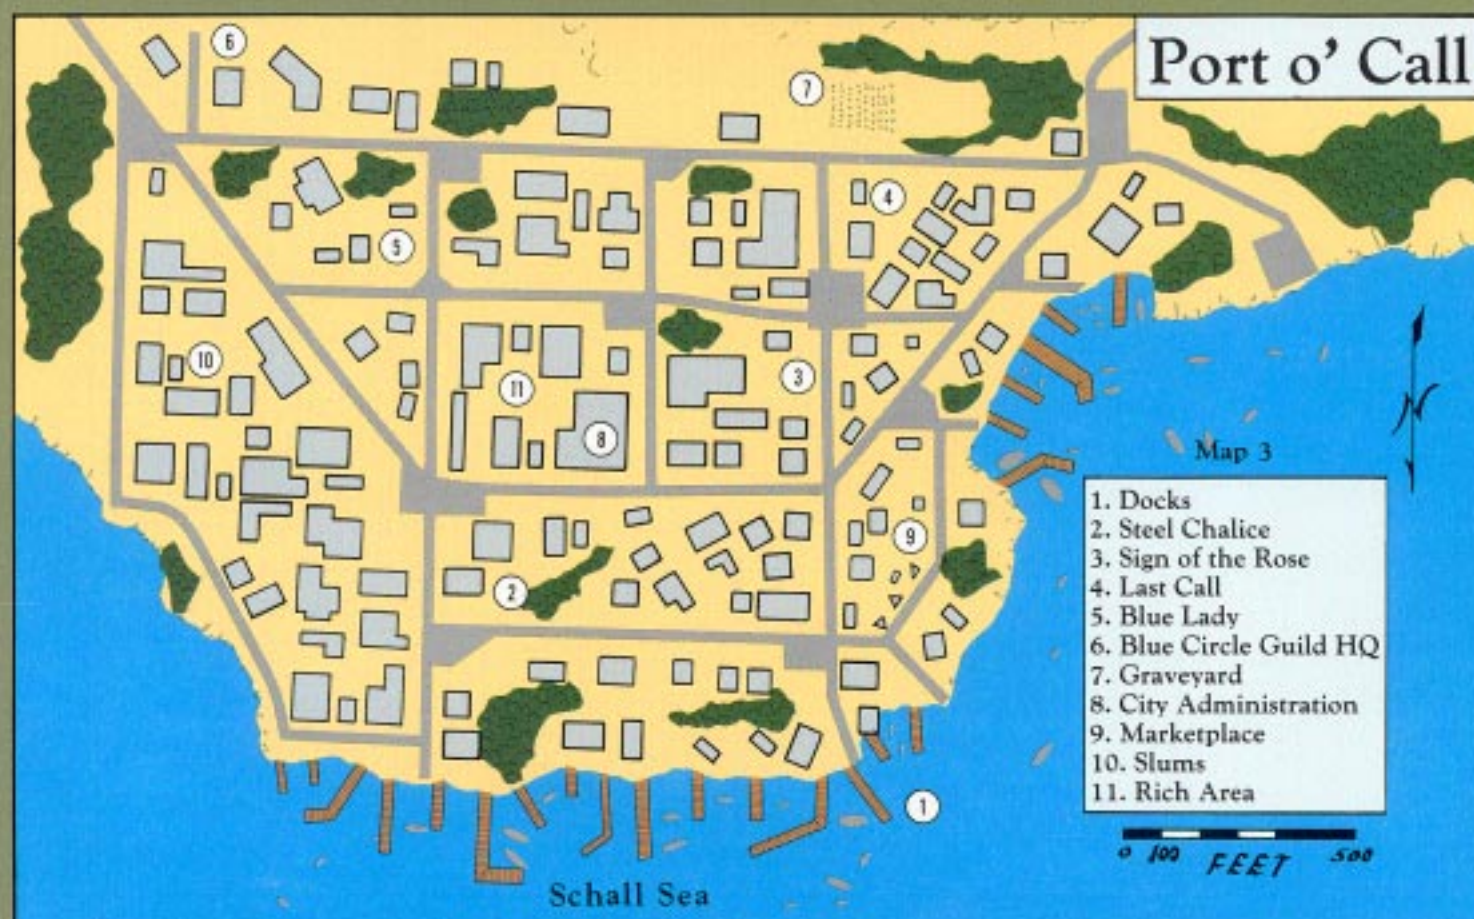 Port o' Call
6
7
4
5
10
3
11
8
9
2
1
Map 3
N
1. Docks
2. Steel Chalice
3. Sign of the Rose
4. Last Call
5. Blue Lady
6. Blue Circle Guild HQ
7. Graveyard
8. City Administration
9. Marketplace
10. Slums
11. Rich Area
0 100 FEET 500
Schall Sea